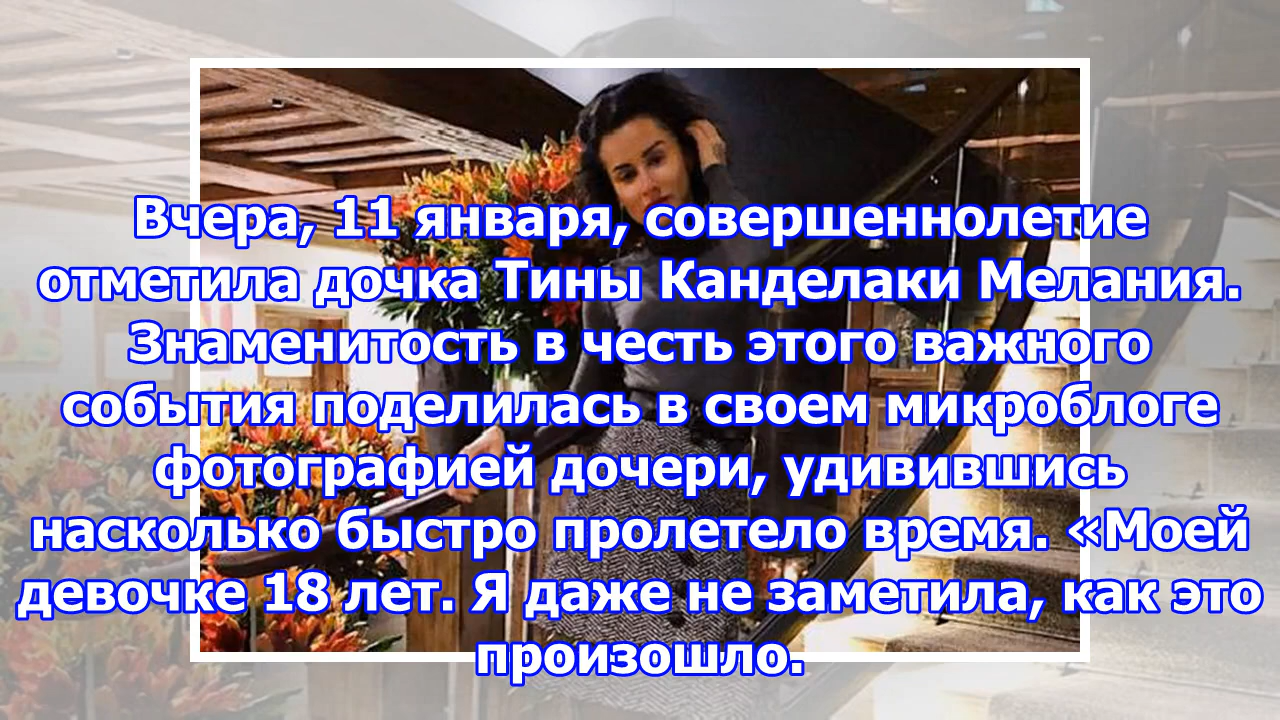 Вчера, 11 января, совершеннолетие
отметила дочка Тины Канделаки Мелания.
Знаменитость в честь этого важного
события поделилась в своем микроблоге
фотографией дочери, удивившись
насколько быстро пролетело время. «Моей
девочке 18 лет. Я даже не заметила, как это
произошло.